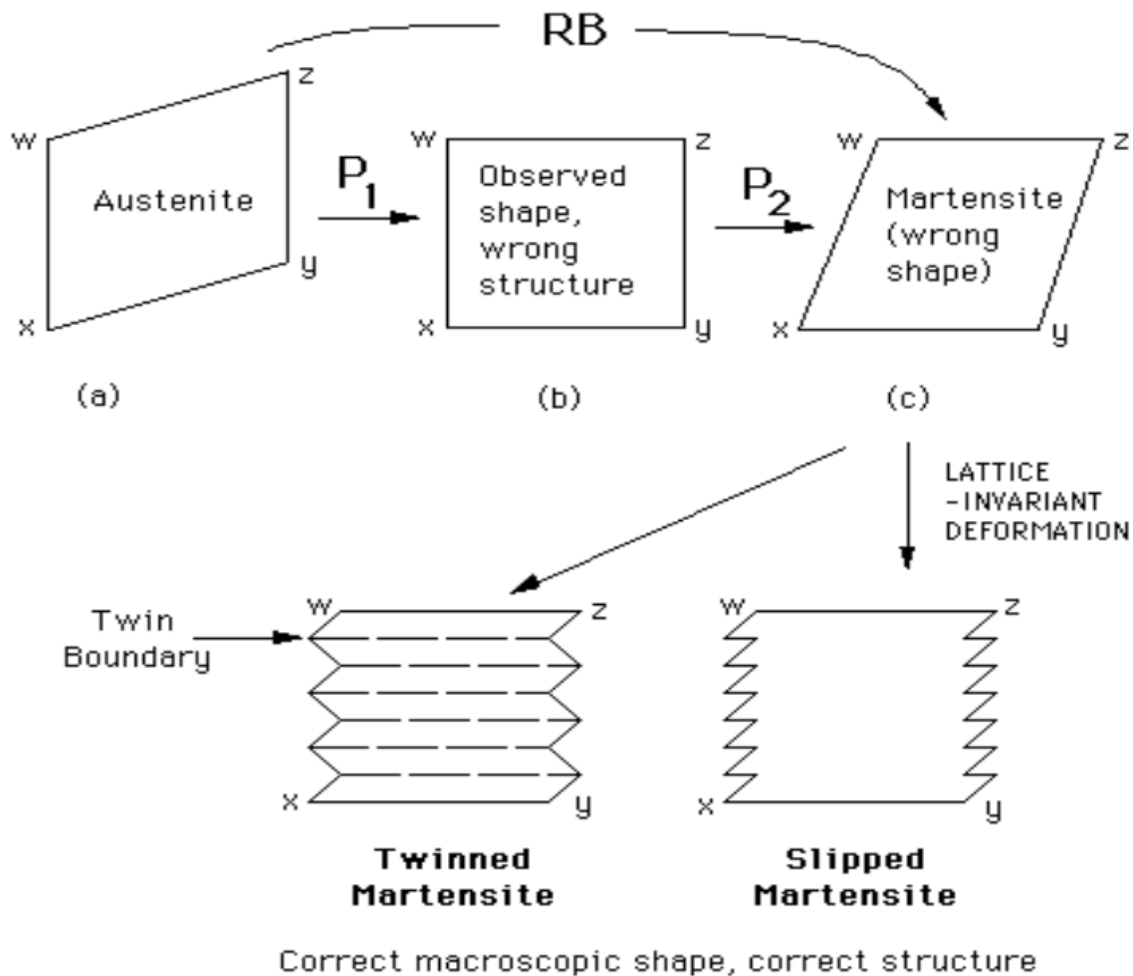 RB
z
w
w
z
w
z
P1
P2
Austenite
Observed
shape,
wrong
structure
Martensite
(wrong
shape)
y
x
x
y
x
y
(a)
(b)
(c)
LATTICE
-INVARIANT
DEFORMATION
w
z
w
z
Twin
Boundary
x
y
x
y
Twinned
Martensite
Slipped
Martensite
Correct macroscopic shape, correct structure